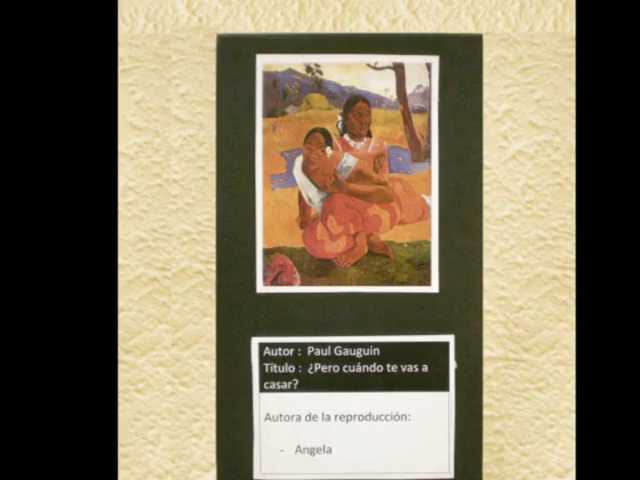 Autor : Paul Gauguin
Título : ¿Pero cuándo te vas a
casar?
Autora de la reproducción:
- Angela